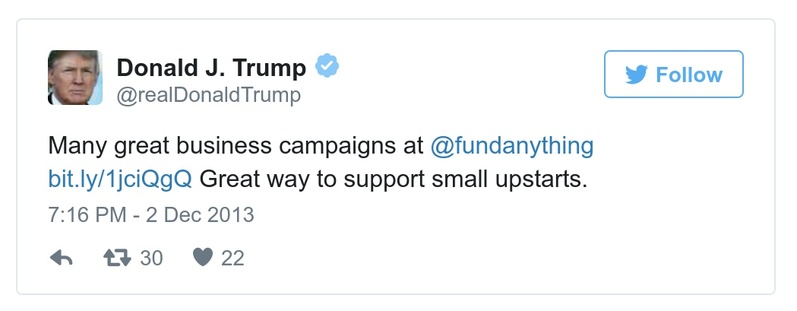 Donald J. Trump
@realDonaldTrump
Follow
Many great business campaigns at @fundanything
bit.ly/1jciQgQ Great way to support small upstarts.
7:16 PM - 2 Dec 2013
30 22